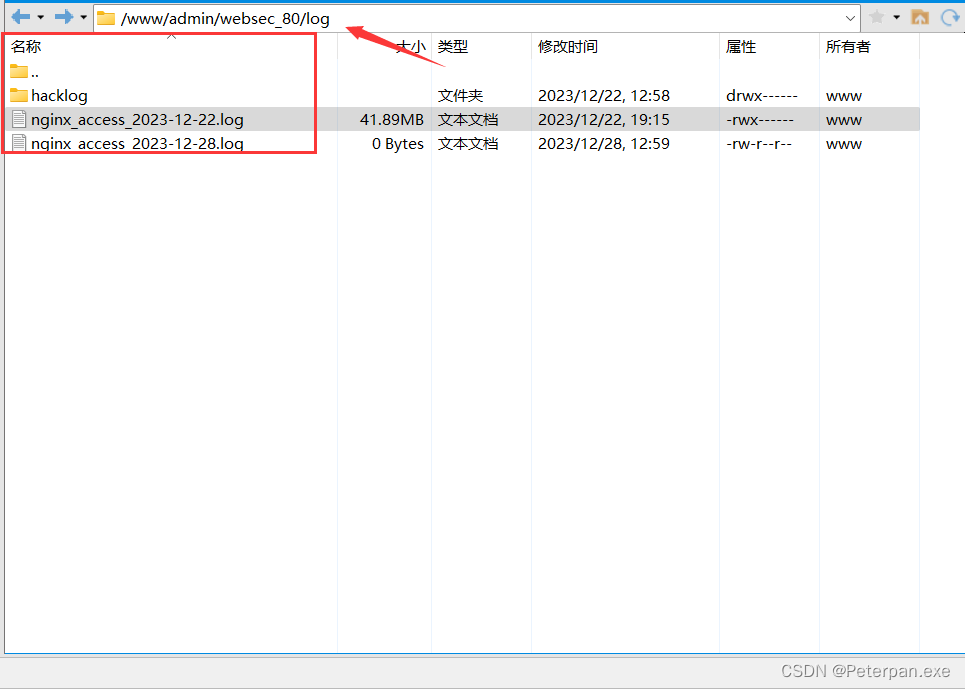 /www/admin/websec_80/log
名称 大小 类型 修改时间 属性 所有者
..
hacklog 文件夹 2023/12/22, 12:58 drwx------ www
nginx_access_2023-12-22.log 41.89MB 文本文档 2023/12/22, 19:15 -rwx------ www
nginx_access_2023-12-28.log 0 Bytes 文本文档 2023/12/28, 12:59 -rw-r--r-- www
CSDN @Peterpan.exe